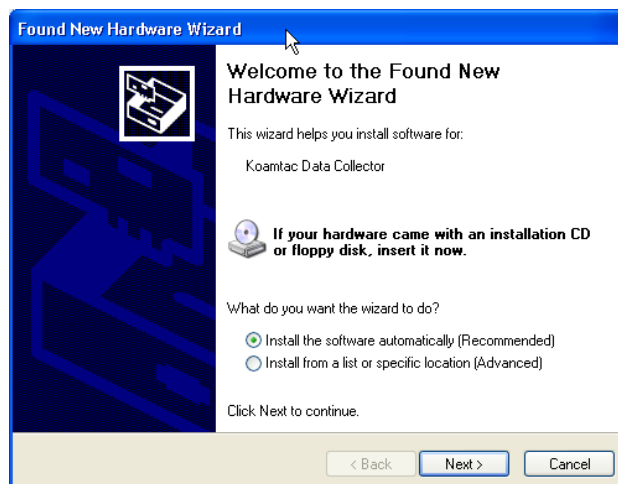 Found New Hardware Wizard
Welcome to the Found New
Hardware Wizard
This wizard helps you install software for:
Koamtac Data Collector
If your hardware came with an installation CD
or floppy disk, insert it now.
What do you want the wizard to do?
Install the software automatically (Recommended)
Install from a list or specific location (Advanced)
Click Next to continue.
< Back Next > Cancel